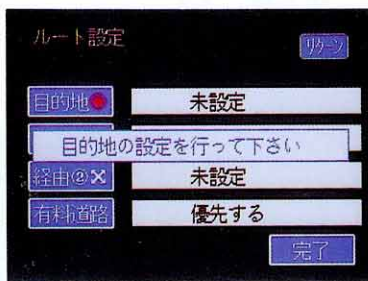 ルート設定
リターン
目的地● 未設定
目的地の設定を行って下さい
経由②× 未設定
有料道路 優先する
完了